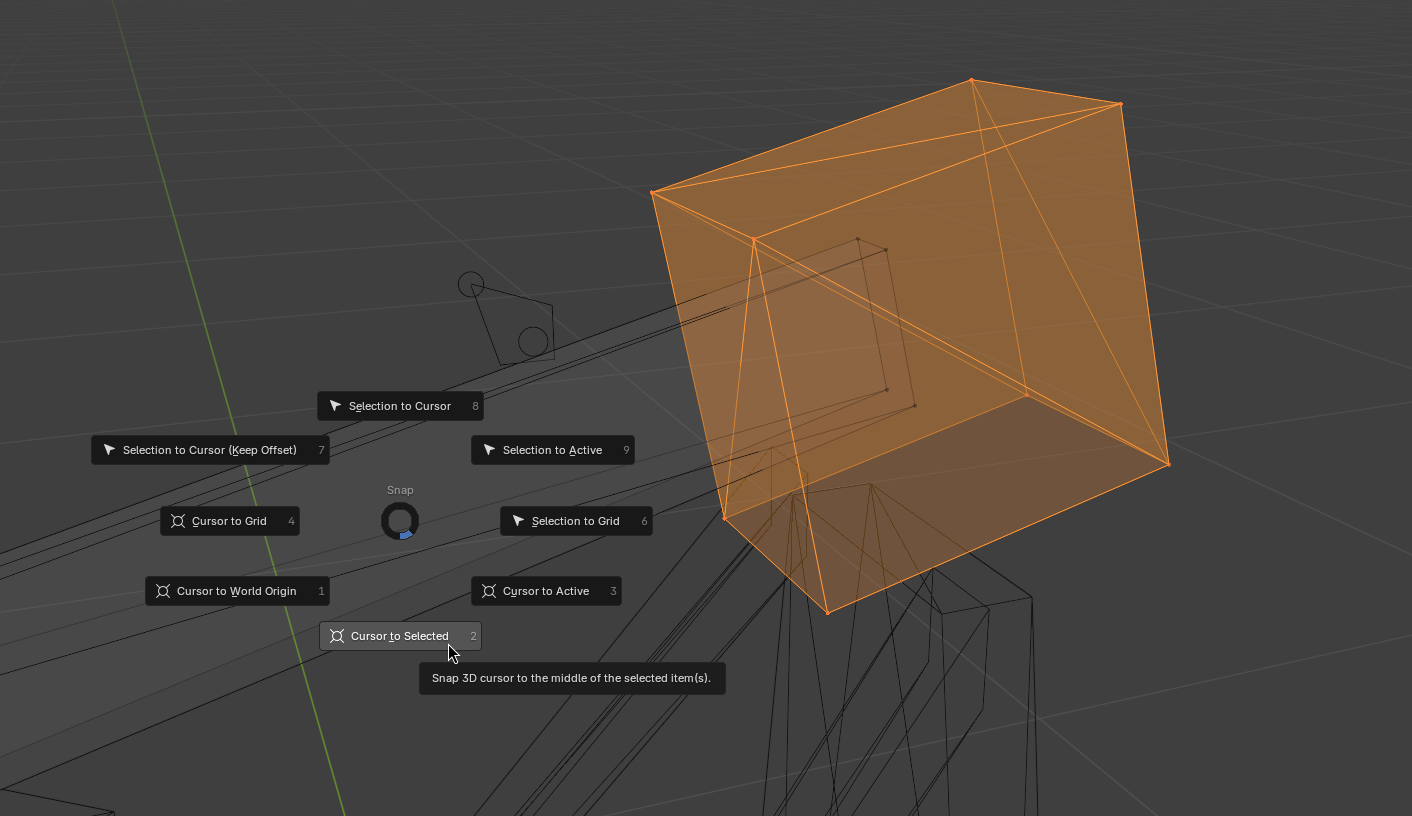 Selection to Cursor 8
Selection to Cursor (Keep Offset) 7
Selection to Active 9
Snap
Cursor to Grid 4
Selection to Grid 6
Cursor to World Origin 1
Cursor to Active 3
Cursor to Selected 2
Snap 3D cursor to the middle of the selected item(s).